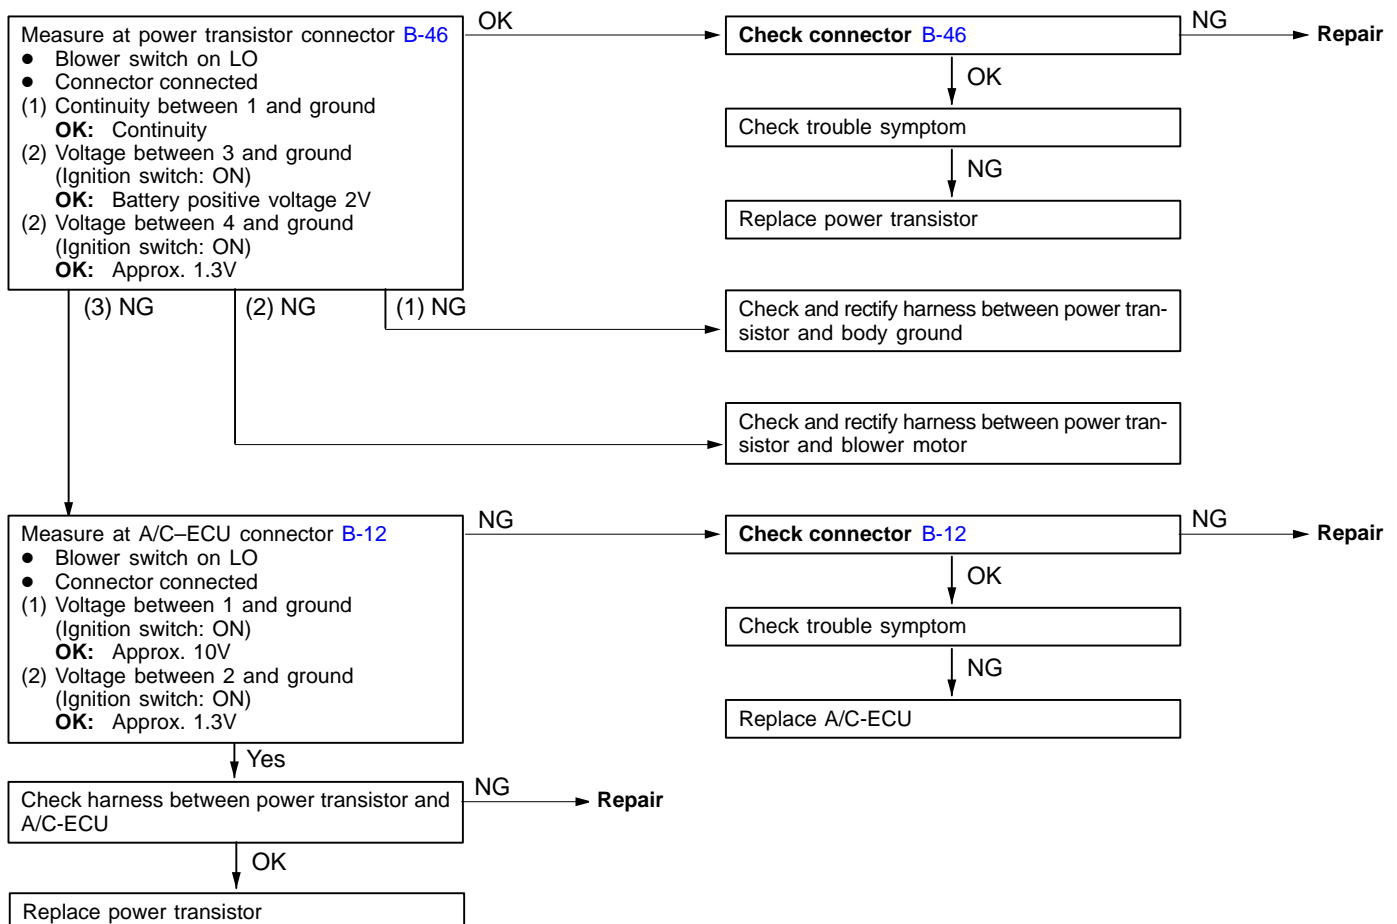 Measure at power transistor connector B-46
● Blower switch on LO
● Connector connected
(1) Continuity between 1 and ground
OK: Continuity
(2) Voltage between 3 and ground
(Ignition switch: ON)
OK: Battery positive voltage 2V
(2) Voltage between 4 and ground
(Ignition switch: ON)
OK: Approx. 1.3V
OK
Check connector B-46
NG
Repair
OK
Check trouble symptom
NG
Replace power transistor
(3) NG
(2) NG
(1) NG
Check and rectify harness between power tran-
sistor and body ground
Check and rectify harness between power tran-
sistor and blower motor
Measure at A/C–ECU connector B-12
● Blower switch on LO
● Connector connected
(1) Voltage between 1 and ground
(Ignition switch: ON)
OK: Approx. 10V
(2) Voltage between 2 and ground
(Ignition switch: ON)
OK: Approx. 1.3V
NG
Check connector B-12
NG
Repair
OK
Check trouble symptom
NG
Replace A/C-ECU
Yes
Check harness between power transistor and
A/C-ECU
NG
Repair
OK
Replace power transistor